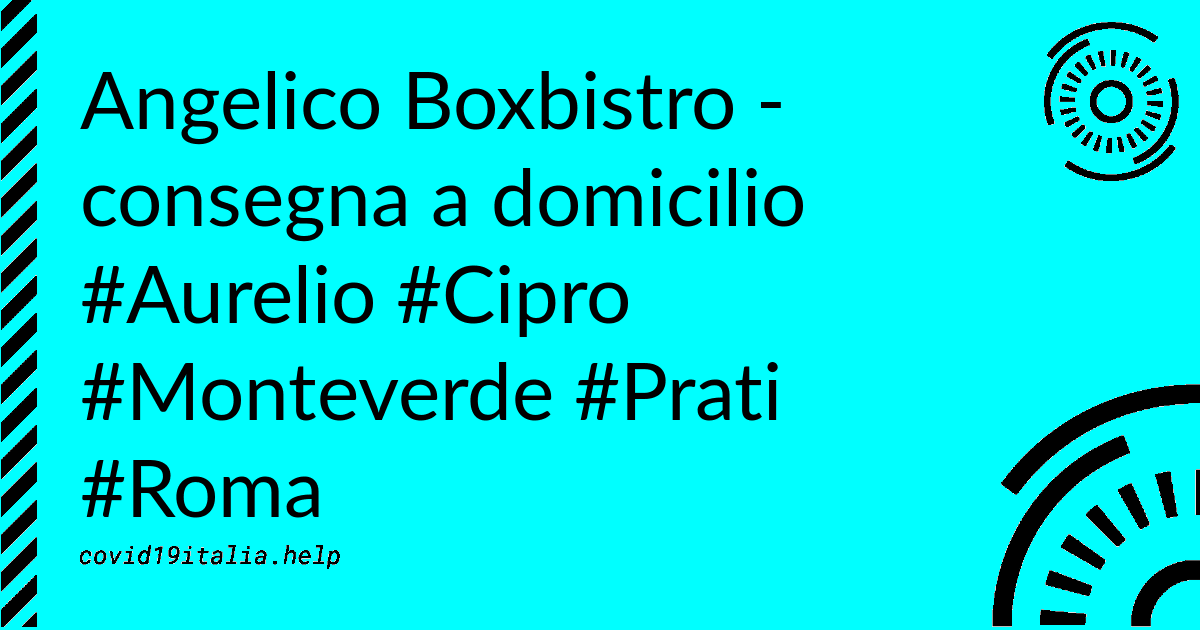 Angelico Boxbistro -
consegna a domicilio
#Aurelio #Cipro
#Monteverde #Prati
#Roma
covid19italia.help